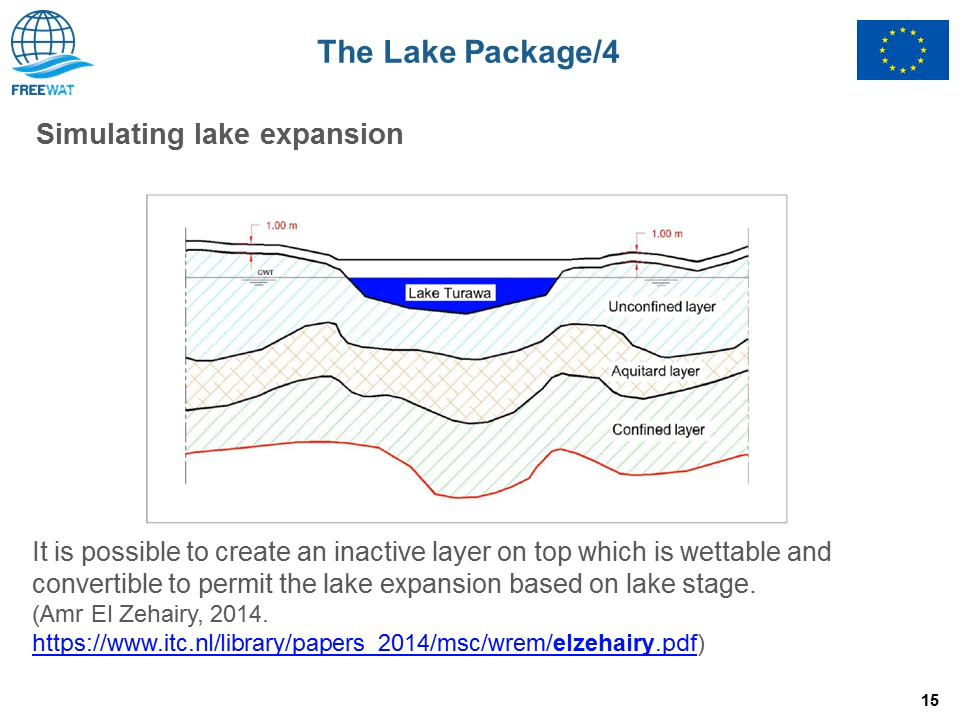 FREEWAT
The Lake Package/4
Simulating lake expansion
1.00 m
1.00 m
GWT
Lake Turawa
Unconfined layer
Aquitard layer
Confined layer
It is possible to create an inactive layer on top which is wettable and
convertible to permit the lake expansion based on lake stage.
(Amr El Zehairy, 2014.
https://www.itc.nl/library/papers_2014/msc/wrem/elzehairy.pdf)
15